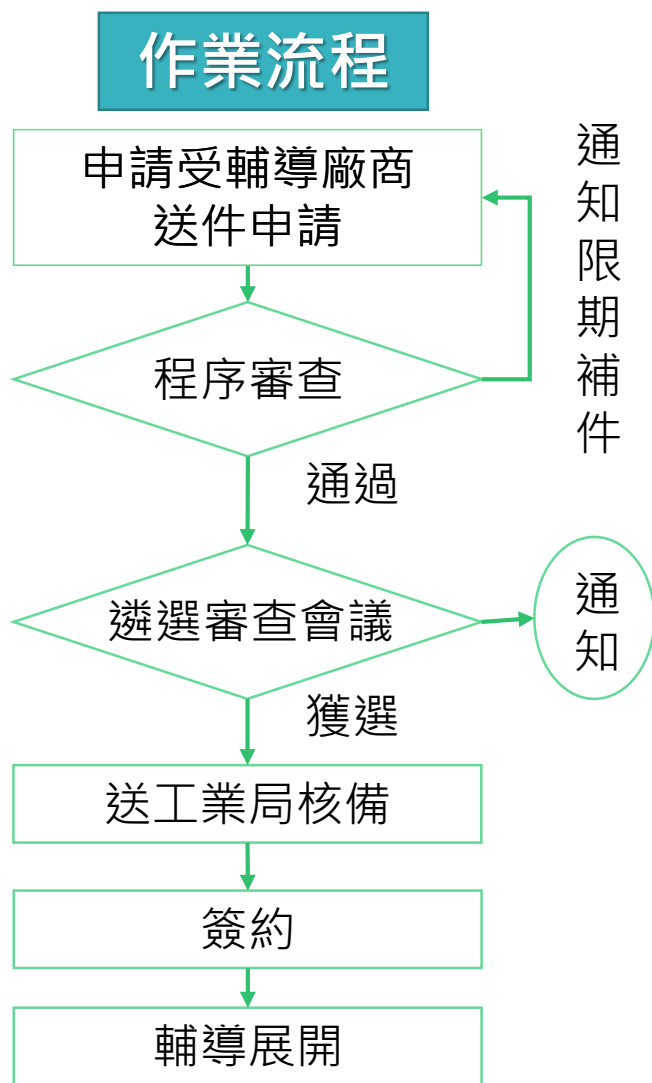 作業流程
申請受輔導廠商
送件申請
通知限期補件
程序審查
通過
遴選審查會議
通知
獲選
送工業局核備
簽約
輔導展開